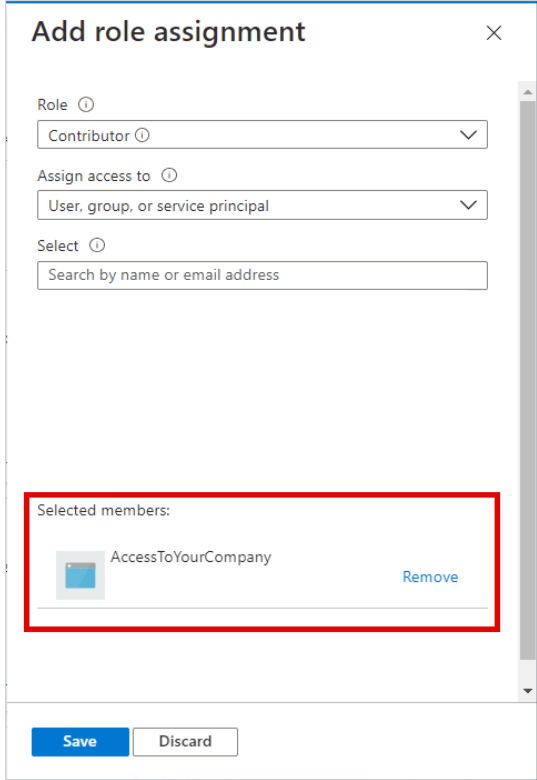 Add role assignment
Role
Contributor
Assign access to
User, group, or service principal
Select
Search by name or email address
Selected members:
AccessToYourCompany
Remove
Save
Discard